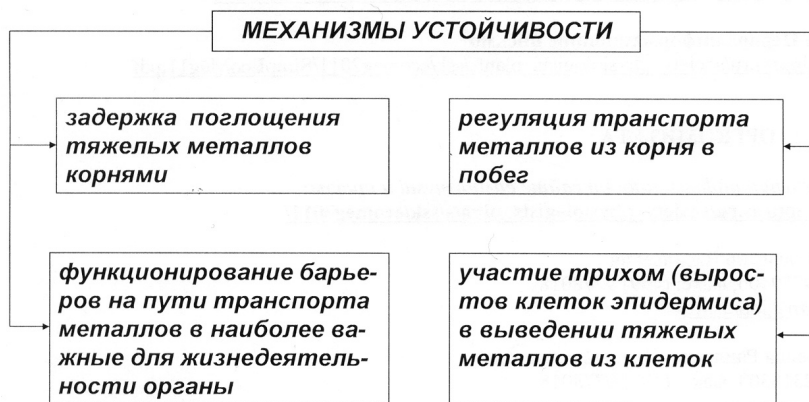 МЕХАНИЗМЫ УСТОЙЧИВОСТИ
задержка поглощения
тяжелых металлов
корнями
регуляция транспорта
металлов из корня в
побег
функционирование барье-
ров на пути транспорта
металлов в наиболее ва-
жные для жизнедеятель-
ности органы
участие трихом (вырос-
тов клеток эпидермиса)
в выведении тяжелых
металлов из клеток